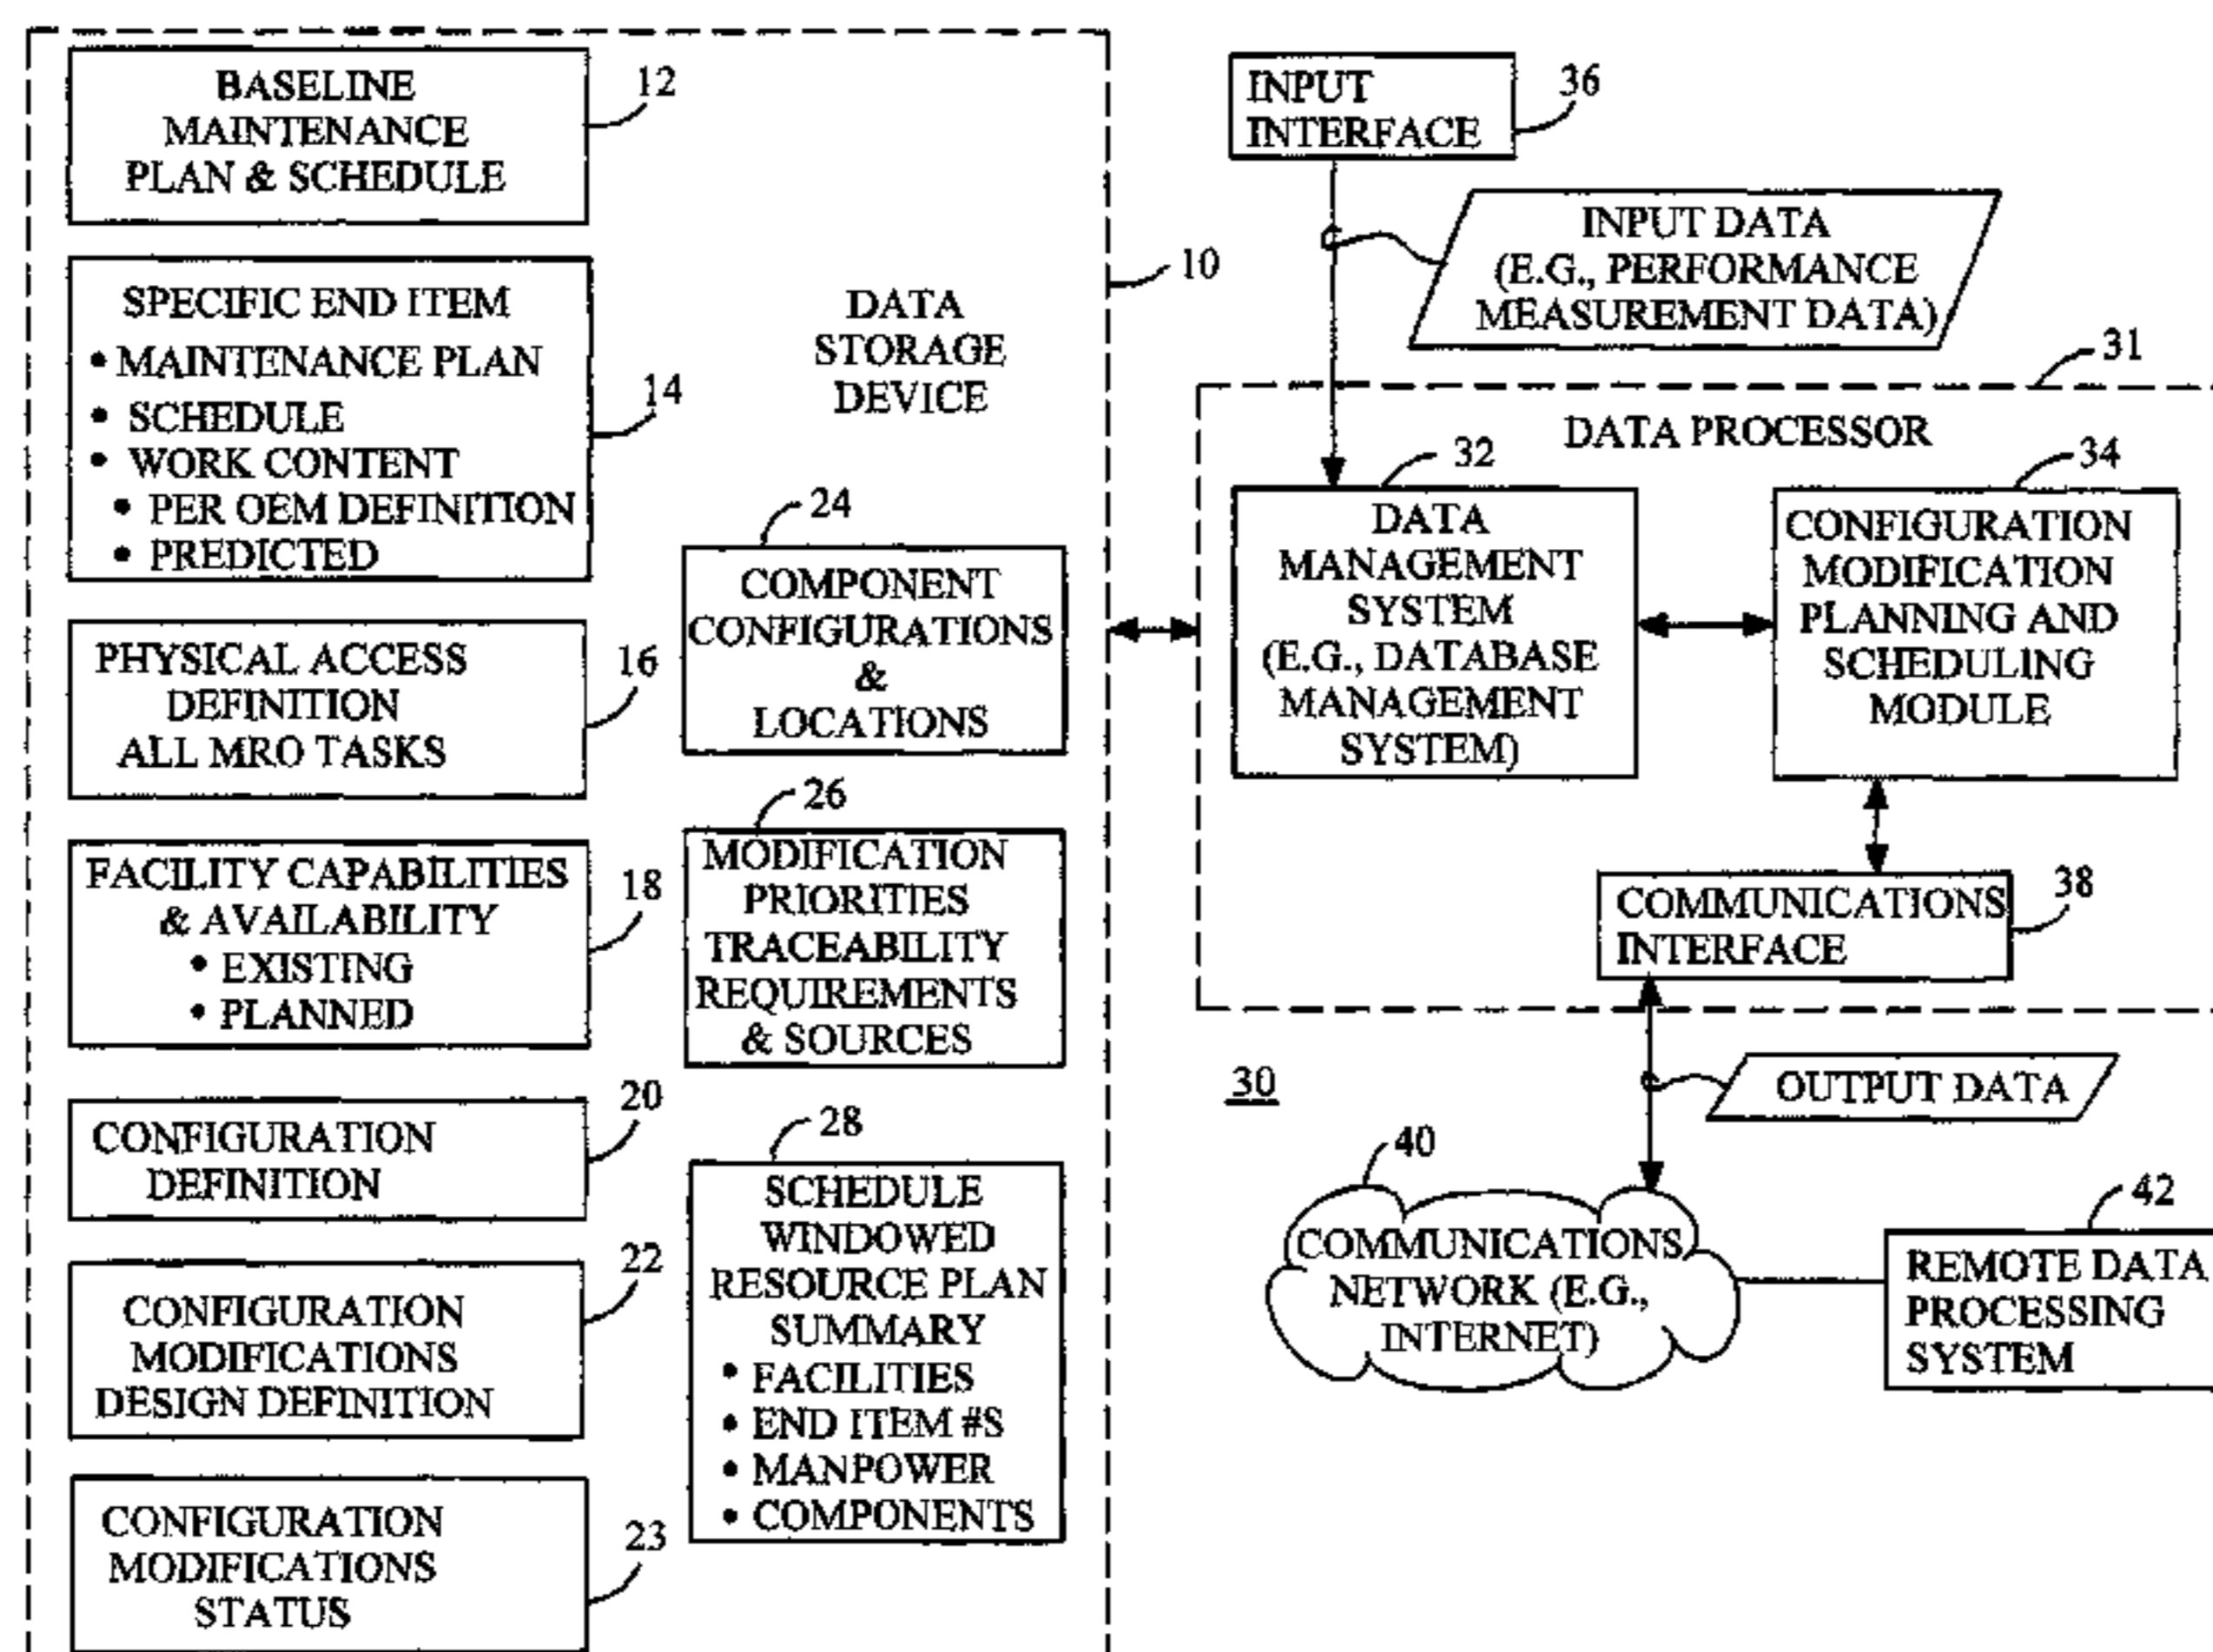 BASELINE
MAINTENANCE
PLAN & SCHEDULE
12
SPECIFIC END ITEM
• MAINTENANCE PLAN
• SCHEDULE
• WORK CONTENT
• PER OEM DEFINITION
• PREDICTED
14
PHYSICAL ACCESS
DEFINITION
ALL MRO TASKS
16
FACILITY CAPABILITIES
& AVAILABILITY
• EXISTING
• PLANNED
18
CONFIGURATION
DEFINITION
20
CONFIGURATION
MODIFICATIONS
DESIGN DEFINITION
22
CONFIGURATION
MODIFICATIONS
STATUS
23
DATA
STORAGE
DEVICE
10
24
COMPONENT
CONFIGURATIONS
&
LOCATIONS
26
MODIFICATION
PRIORITIES
TRACEABILITY
REQUIREMENTS
& SOURCES
28
SCHEDULE
WINDOWED
RESOURCE PLAN
SUMMARY
• FACILITIES
• END ITEM #S
• MANPOWER
• COMPONENTS
INPUT
INTERFACE
36
INPUT DATA
(E.G., PERFORMANCE
MEASUREMENT DATA)
31
DATA PROCESSOR
32
DATA
MANAGEMENT
SYSTEM
(E.G., DATABASE
MANAGEMENT
SYSTEM)
34
CONFIGURATION
MODIFICATION
PLANNING AND
SCHEDULING
MODULE
COMMUNICATIONS
INTERFACE
38
30
OUTPUT DATA
40
COMMUNICATIONS
NETWORK (E.G.,
INTERNET)
42
REMOTE DATA
PROCESSING
SYSTEM